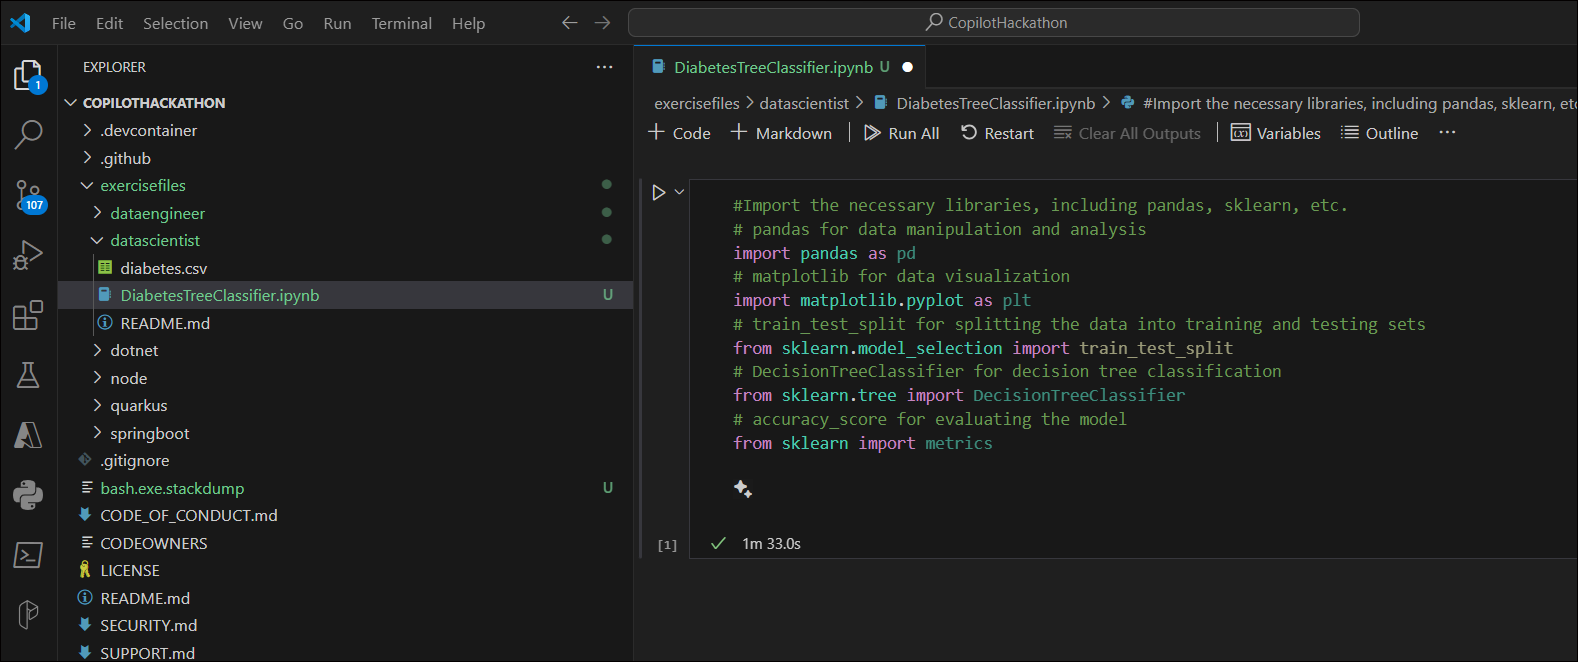 File Edit Selection View Go Run Terminal Help
CopilotHackathon
1
107
EXPLORER
COPILOTHACKATHON
.devcontainer
.github
exercisefiles
dataengineer
datascientist
diabetes.csv
DiabetesTreeClassifier.ipynb U
README.md
dotnet
node
quarkus
springboot
.gitignore
bash.exe.stackdump U
CODE_OF_CONDUCT.md
CODEOWNERS
LICENSE
README.md
SECURITY.md
SUPPORT.md
DiabetesTreeClassifier.ipynb U
exercisefiles > datascientist > DiabetesTreeClassifier.ipynb > #Import the necessary libraries, including pandas, sklearn, etc
+ Code + Markdown Run All Restart Clear All Outputs Variables Outline ...
#Import the necessary libraries, including pandas, sklearn, etc.
# pandas for data manipulation and analysis
import pandas as pd
# matplotlib for data visualization
import matplotlib.pyplot as plt
# train_test_split for splitting the data into training and testing sets
from sklearn.model_selection import train_test_split
# DecisionTreeClassifier for decision tree classification
from sklearn.tree import DecisionTreeClassifier
# accuracy_score for evaluating the model
from sklearn import metrics
[1] 1m 33.0s